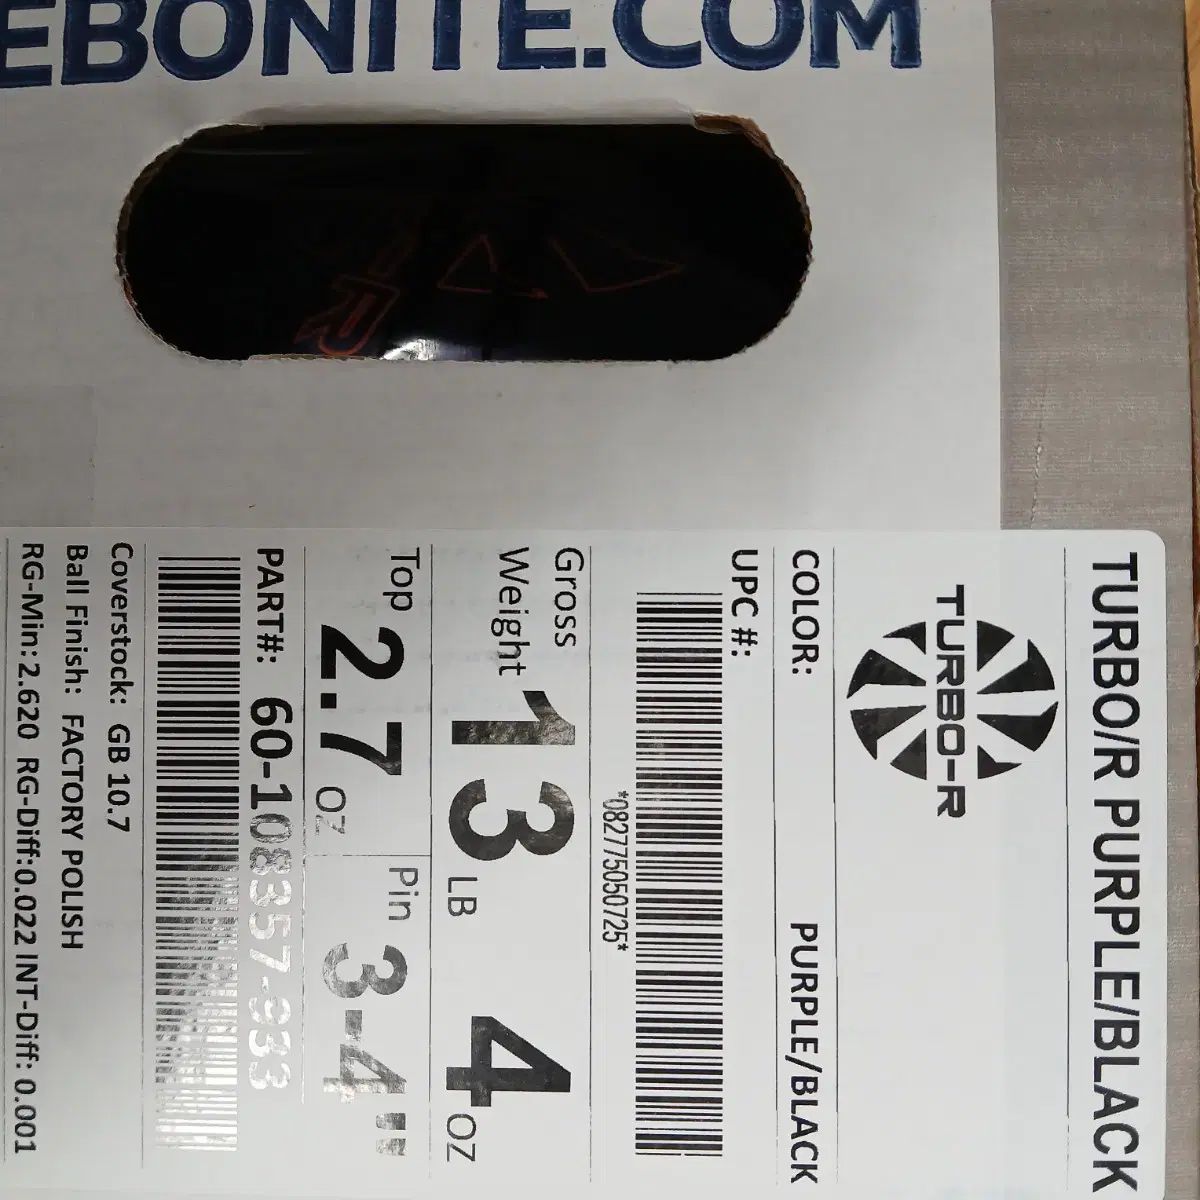 EBONITE.COM
TURBO/R PURPLE/BLACK
TURBO-R
COLOR: PURPLE/BLACK
UPC #:
*082775050725*
Gross Weight 13 LB 4 OZ
Top 2.7 OZ Pin 3-4"
PART#: 60-108357-933
Coverstock: GB 10.7
Ball Finish: FACTORY POLISH
RG-Min: 2.620 RG-Diff:0.022 INT-Diff: 0.001